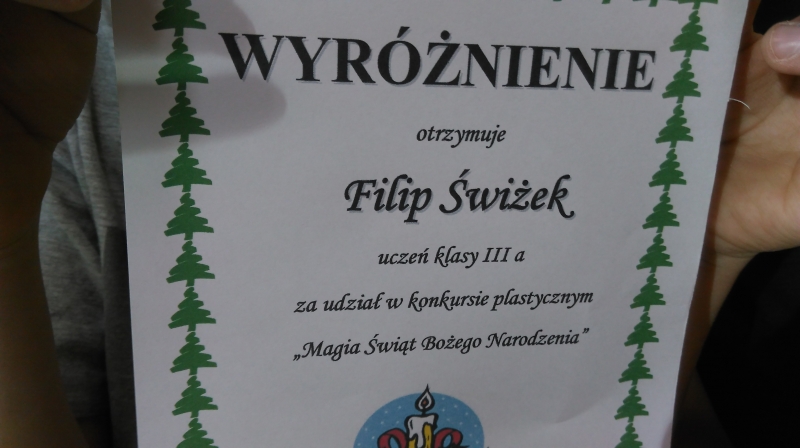 WYRÓŻNIENIE
otrzymuje
Filip Świżek
uczeń klasy III a
za udział w konkursie plastycznym
„Magia Świąt Bożego Narodzenia”